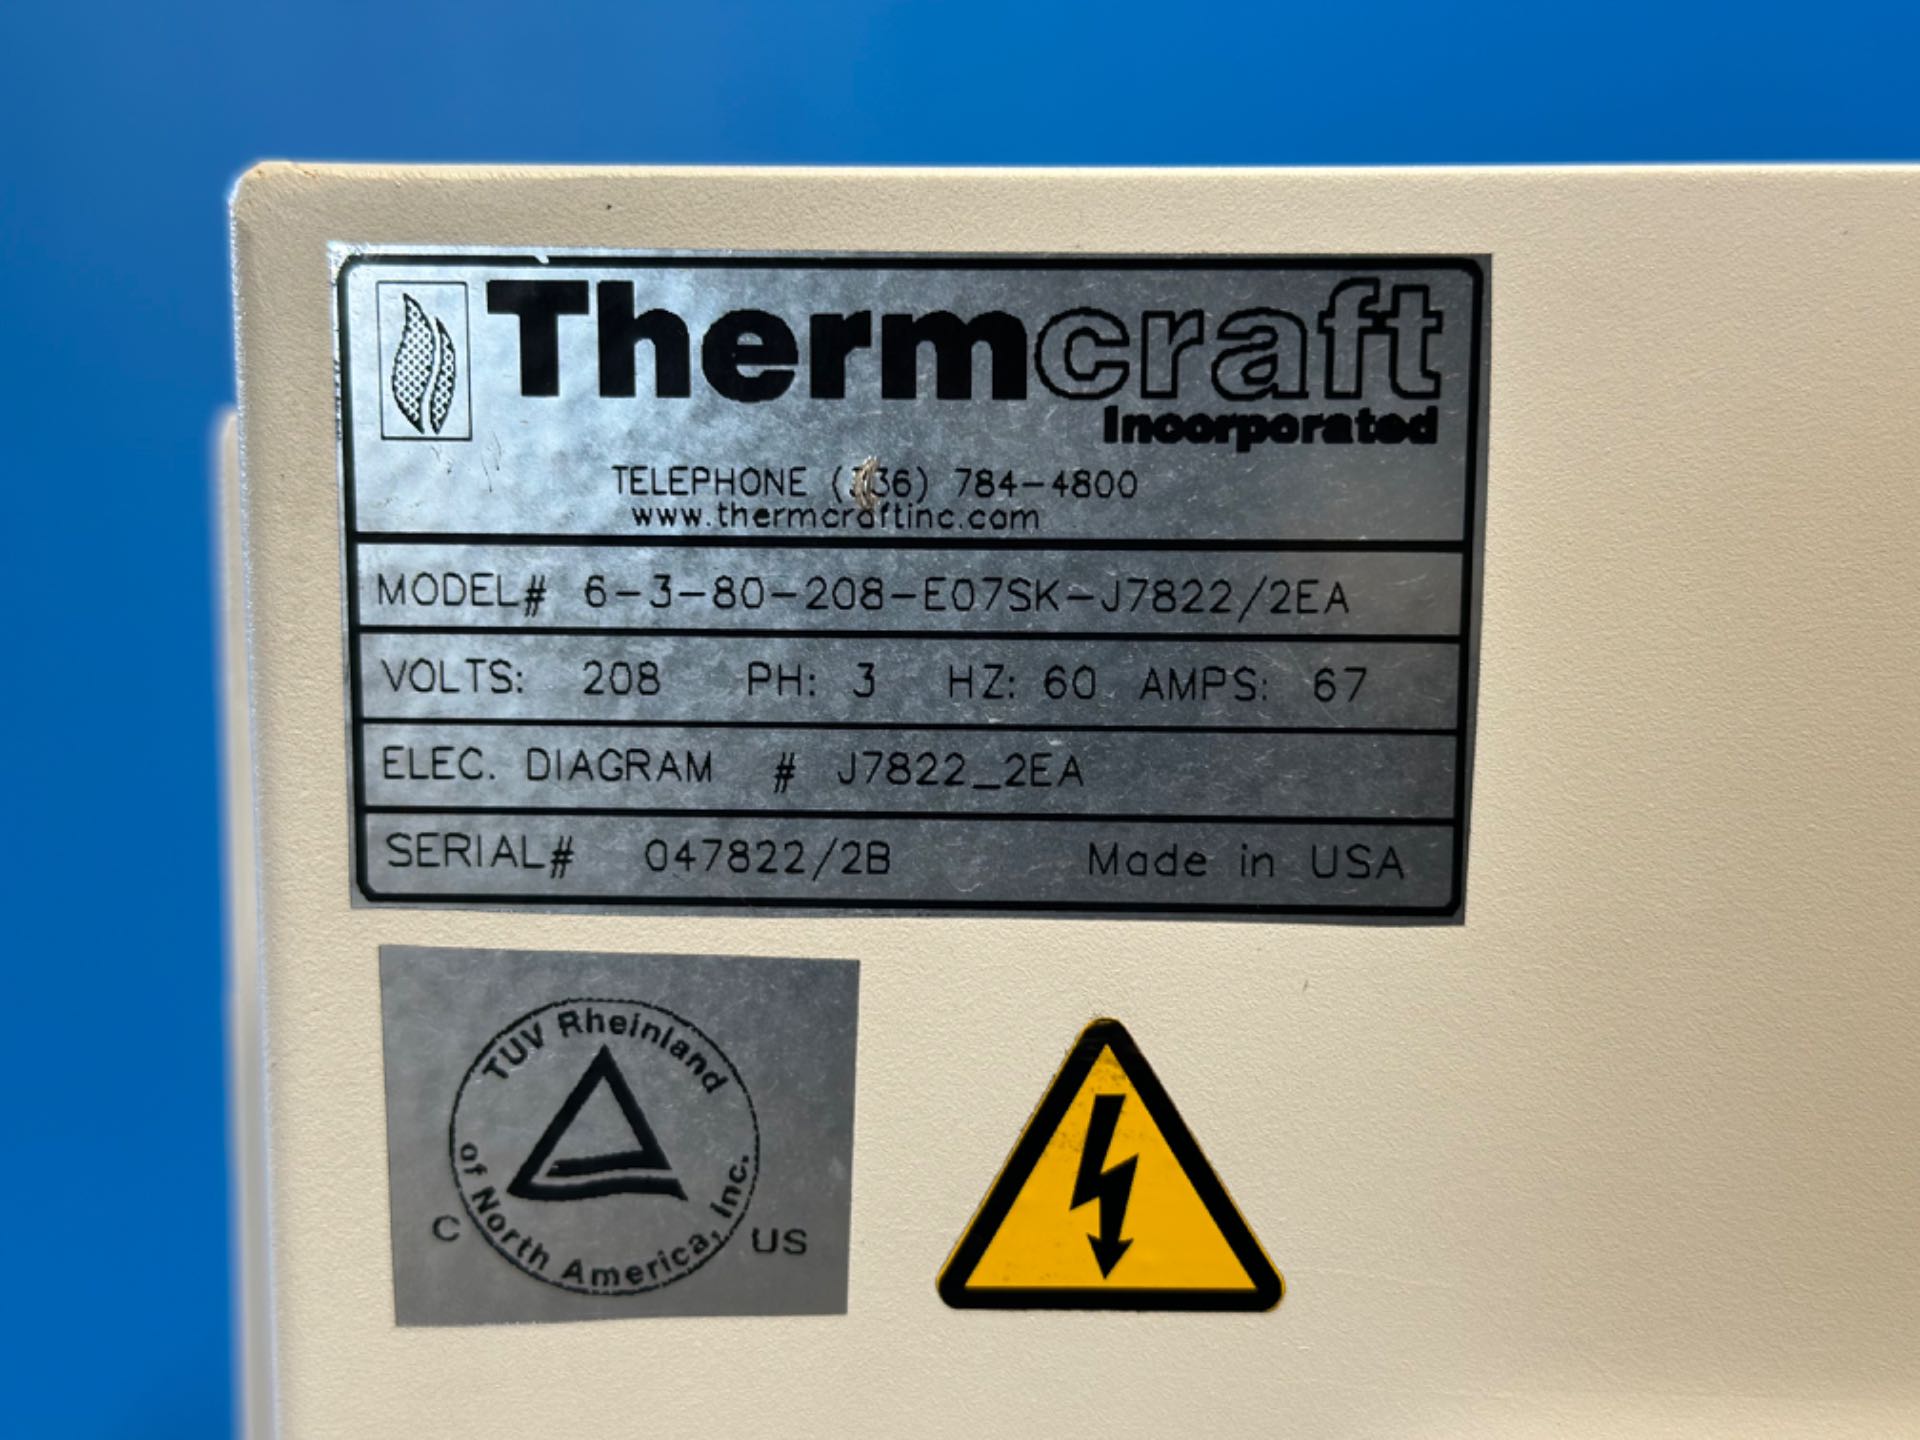 Thermcraft
Incorporated
TELEPHONE (336) 784-4800
www.thermcraftinc.com
MODEL# 6-3-80-208-E07SK-J7822/2EA
VOLTS: 208 PH: 3 HZ: 60 AMPS: 67
ELEC. DIAGRAM # J7822_2EA
SERIAL# 047822/2B Made in USA
TUV Rheinland
of North America, Inc.
C US